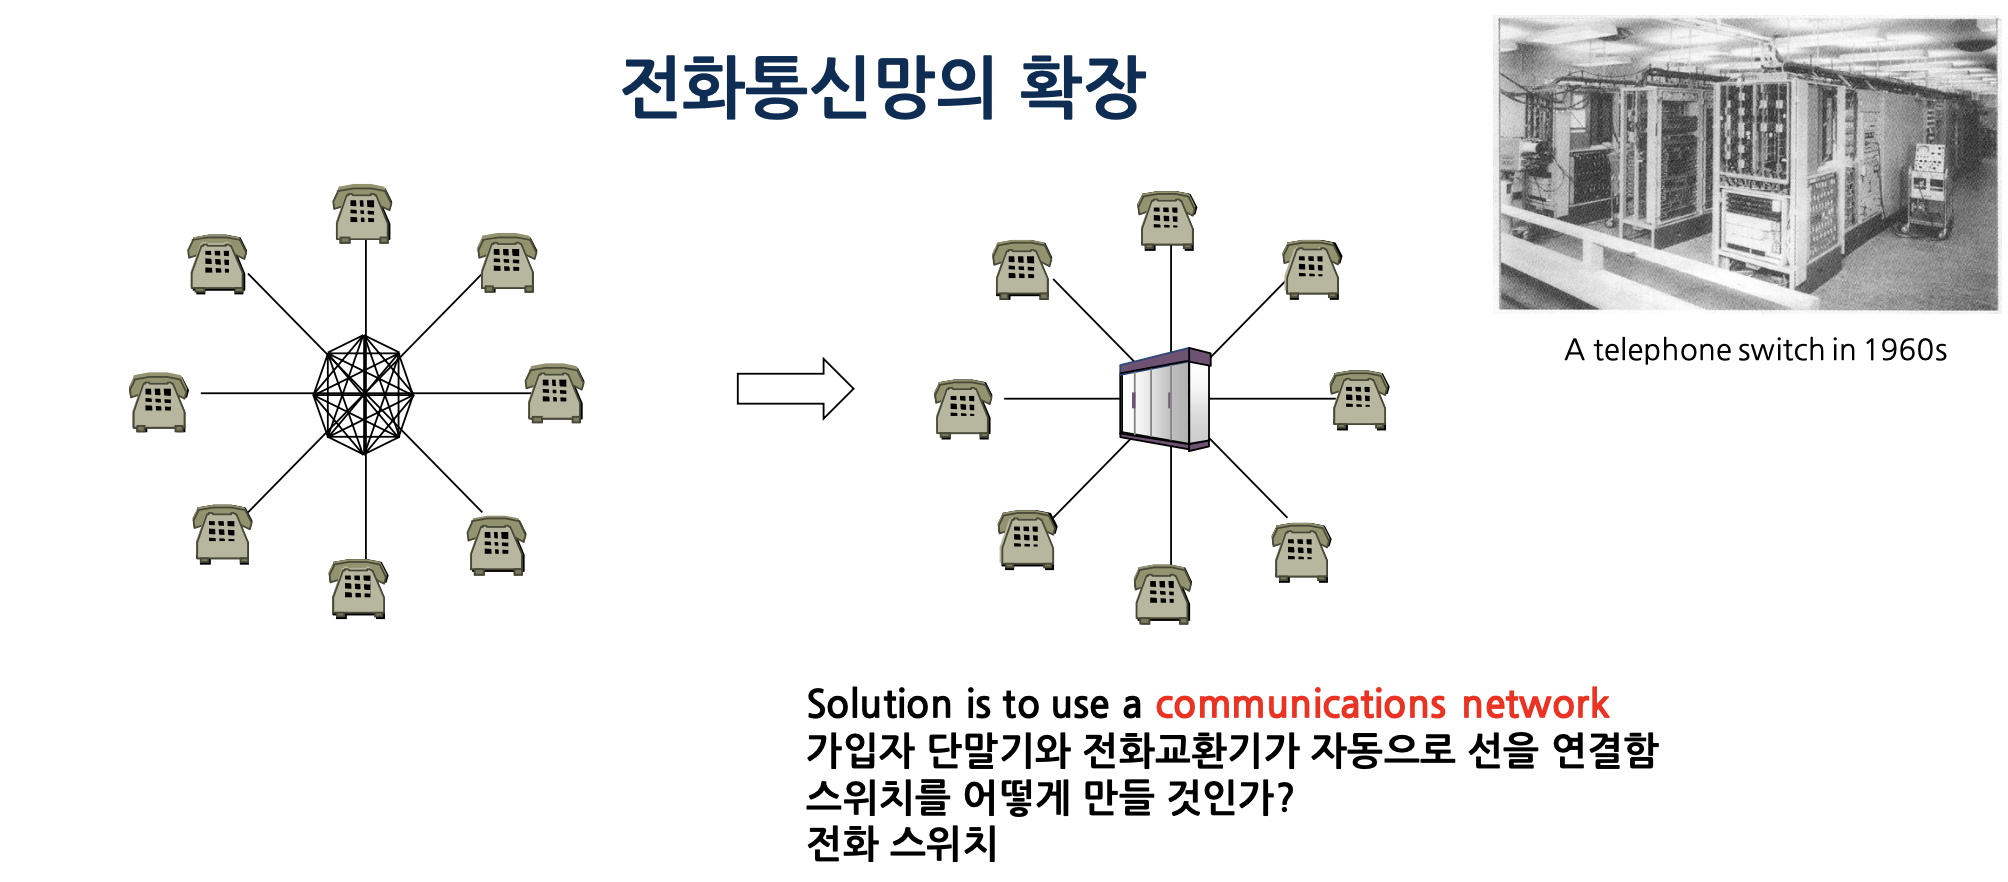 전화통신망의 확장
A telephone switch in 1960s
Solution is to use a communications network
가입자 단말기와 전화교환기가 자동으로 선을 연결함
스위치를 어떻게 만들 것인가?
전화 스위치